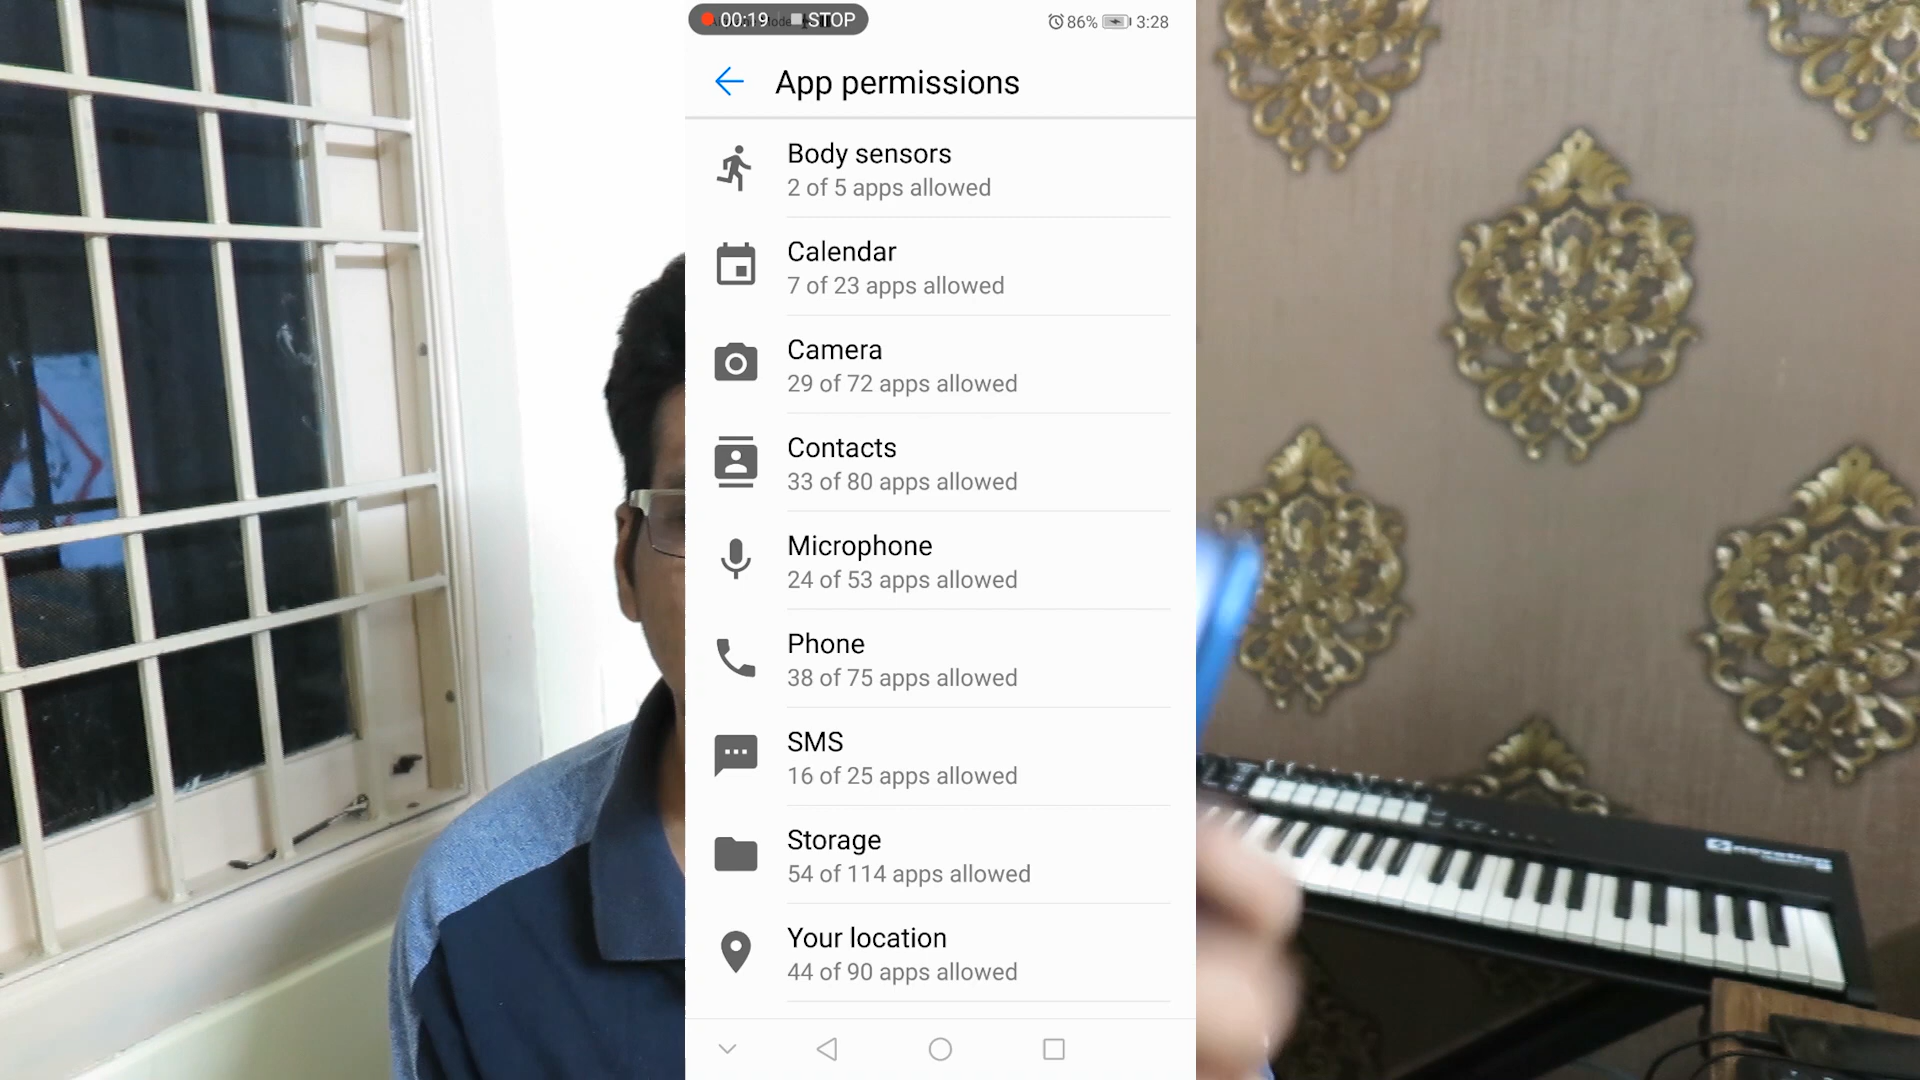 00:19 STOP
86% 3:28
App permissions
Body sensors
2 of 5 apps allowed
Calendar
7 of 23 apps allowed
Camera
29 of 72 apps allowed
Contacts
33 of 80 apps allowed
Microphone
24 of 53 apps allowed
Phone
38 of 75 apps allowed
SMS
16 of 25 apps allowed
Storage
54 of 114 apps allowed
Your location
44 of 90 apps allowed
novation